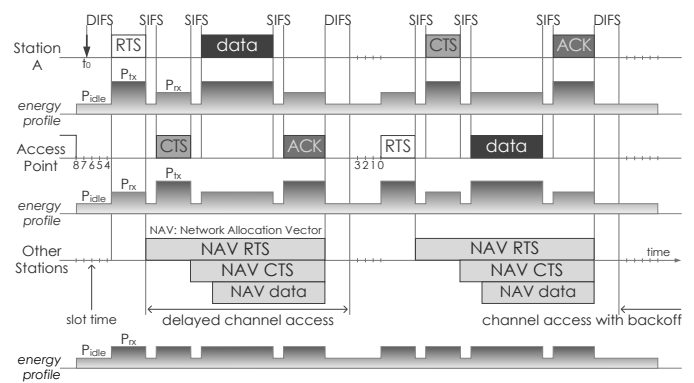 DIFS SIFS SIFS SIFS DIFS SIFS SIFS SIFS DIFS
Station A
RTS data CTS ACK
t0
Ptx
Prx
Pidle
energy profile
Access Point
CTS ACK RTS data
8 7 6 5 4 3 2 1 0
Prx
Ptx
Pidle
energy profile
NAV: Network Allocation Vector
Other Stations
NAV RTS NAV RTS
time
NAV CTS NAV CTS
NAV data NAV data
slot time
delayed channel access
channel access with backoff
Prx
Pidle
energy profile